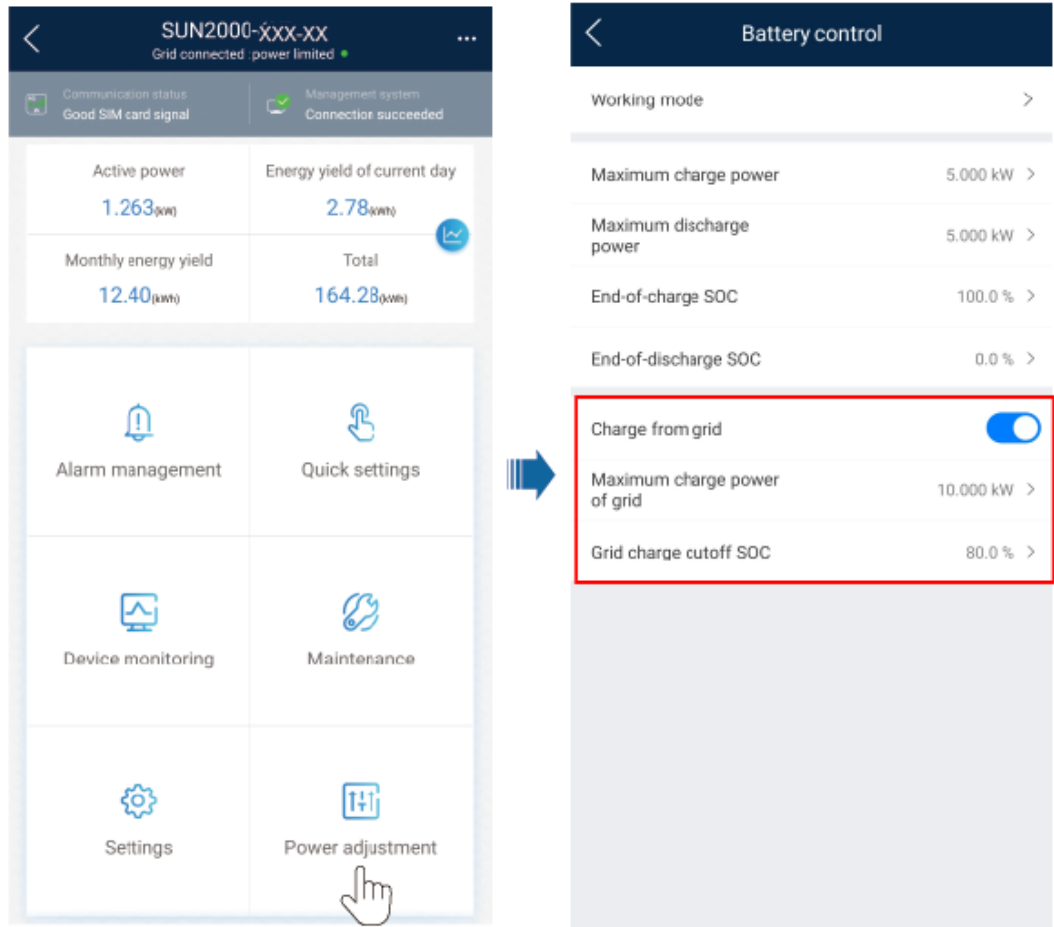 SUN2000-XXX-XX
Grid connected :power limited
Communication status
Good SIM card signal
Management system
Connection succeeded
Active power
1.263(kW)
Energy yield of current day
2.78(kWh)
Monthly energy yield
12.40(kWh)
Total
164.28(kWh)
Alarm management
Quick settings
Device monitoring
Maintenance
Settings
Power adjustment
Battery control
Working mode
Maximum charge power
5.000 kW
Maximum discharge
power
5.000 kW
End-of-charge SOC
100.0 %
End-of-discharge SOC
0.0 %
Charge from grid
Maximum charge power
of grid
10.000 kW
Grid charge cutoff SOC
80.0 %